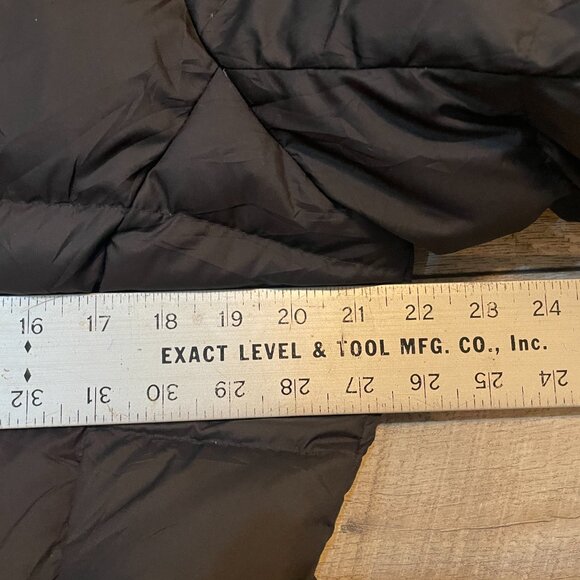 16 17 18 19 20 21 22 23 24
EXACT LEVEL & TOOL MFG. CO., Inc.
32 31 30 29 28 27 26 25 24